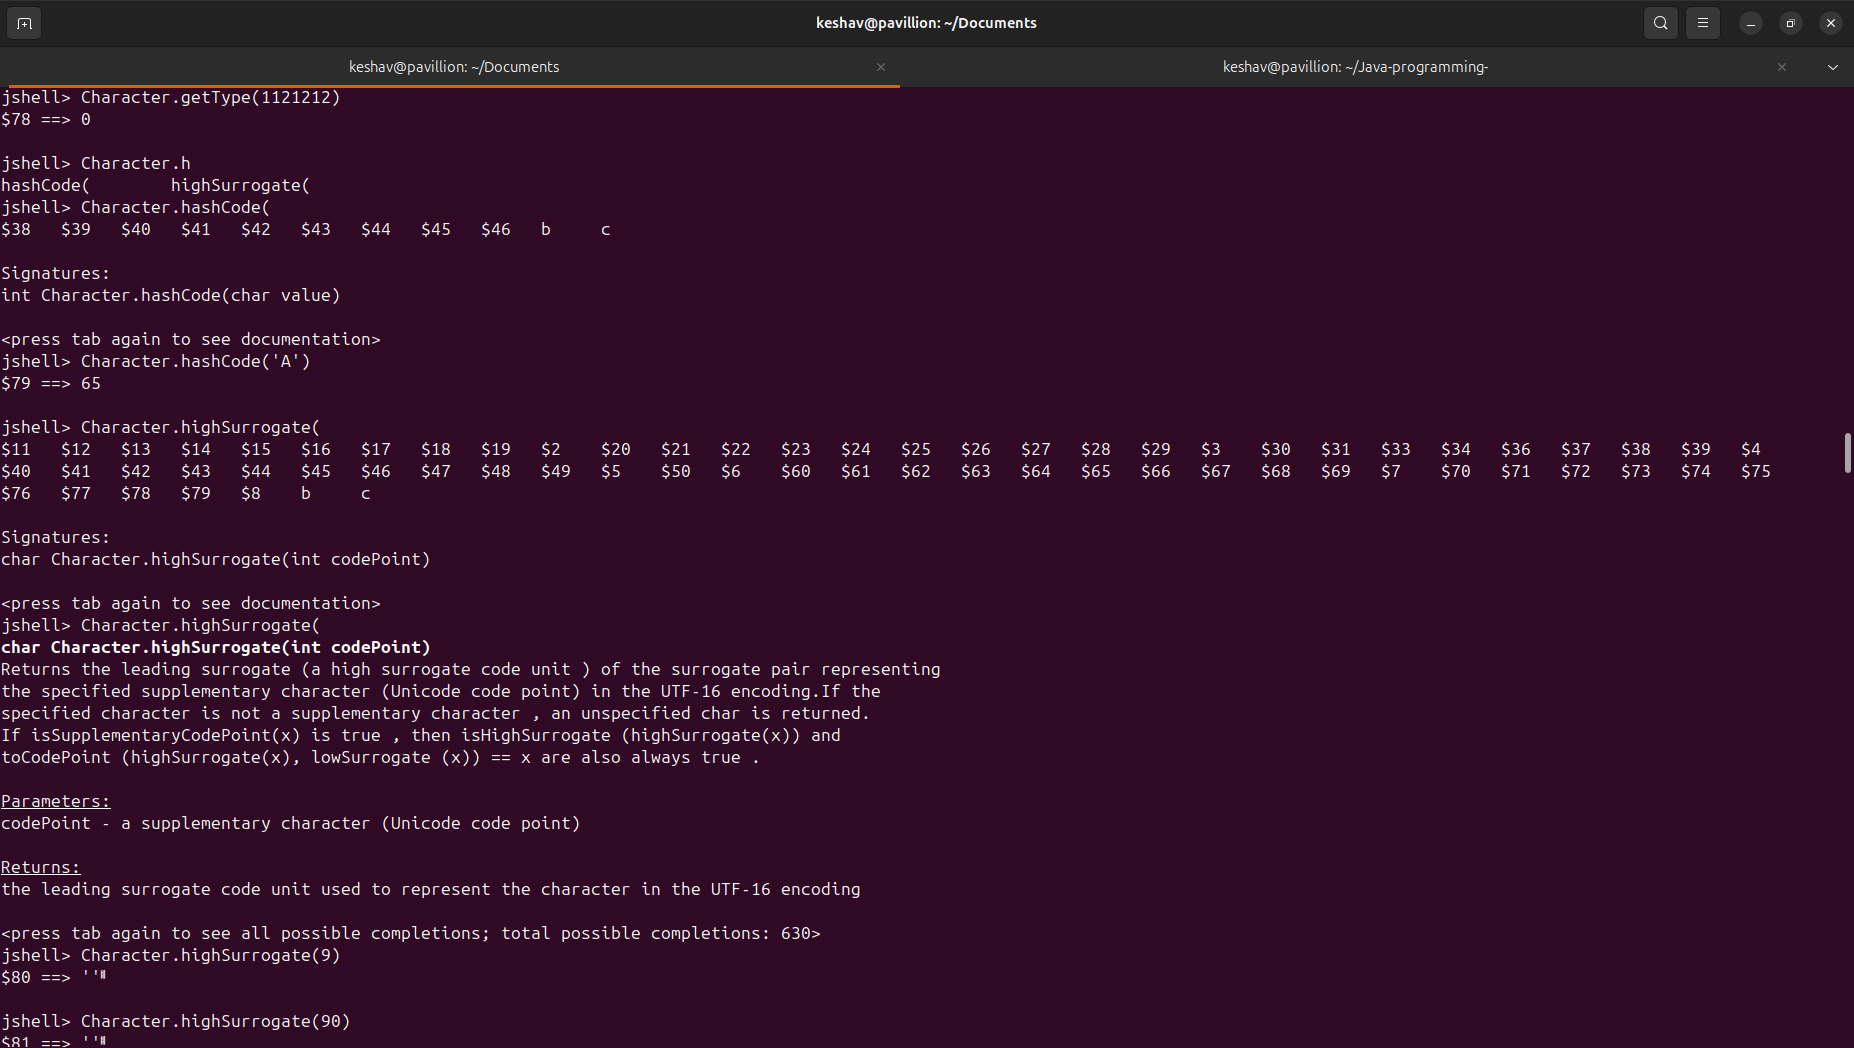 keshav@pavillion: ~/Documents
keshav@pavillion: ~/Documents
keshav@pavillion: ~/Java-programming-
jshell> Character.getType(1121212)
$78 ==> 0
jshell> Character.h
hashCode(        highSurrogate(
jshell> Character.hashCode(
$38   $39   $40   $41   $42   $43   $44   $45   $46   b     c
Signatures:
int Character.hashCode(char value)
<press tab again to see documentation>
jshell> Character.hashCode('A')
$79 ==> 65
jshell> Character.highSurrogate(
$11   $12   $13   $14   $15   $16   $17   $18   $19   $2    $20   $21   $22   $23   $24   $25   $26   $27   $28   $29   $3    $30   $31   $33   $34   $36   $37   $38   $39   $4
$40   $41   $42   $43   $44   $45   $46   $47   $48   $49   $5    $50   $6    $60   $61   $62   $63   $64   $65   $66   $67   $68   $69   $7    $70   $71   $72   $73   $74   $75
$76   $77   $78   $79   $8    b     c
Signatures:
char Character.highSurrogate(int codePoint)
<press tab again to see documentation>
jshell> Character.highSurrogate(
char Character.highSurrogate(int codePoint)
Returns the leading surrogate (a high surrogate code unit ) of the surrogate pair representing
the specified supplementary character (Unicode code point) in the UTF-16 encoding.If the
specified character is not a supplementary character , an unspecified char is returned.
If isSupplementaryCodePoint(x) is true , then isHighSurrogate (highSurrogate(x)) and
toCodePoint (highSurrogate(x), lowSurrogate (x)) == x are also always true .
Parameters:
codePoint - a supplementary character (Unicode code point)
Returns:
the leading surrogate code unit used to represent the character in the UTF-16 encoding
<press tab again to see all possible completions; total possible completions: 630>
jshell> Character.highSurrogate(9)
$80 ==> ''
jshell> Character.highSurrogate(90)
$81 ==> ''